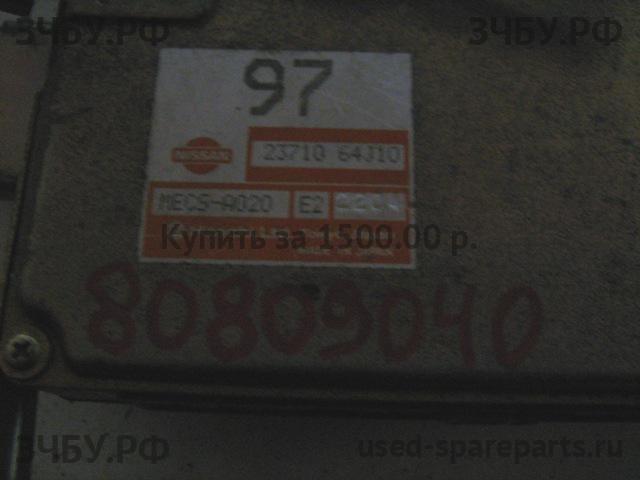 ЗЧБУ.РФ ЗЧБУ.РФ
97
NISSAN 23710 64J10
MECS-A020 E2
Купить за 1500.00 р.
80809040
ЗЧБУ.РФ used-spareparts.ru